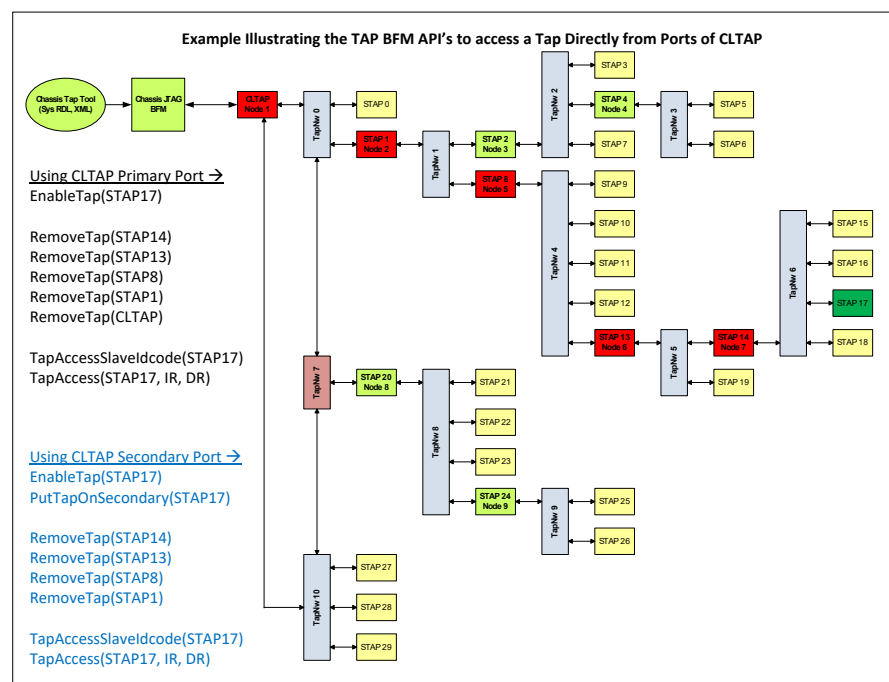 Example Illustrating the TAP BFM API's to access a Tap Directly from Ports of CLTAP
Chassis Tap Tool
(Sys RDL, XML)
Chassis JTAG
BFM
CLTAP
Node 1
TapNw 0
STAP 0
STAP 1
Node 2
TapNw 1
STAP 2
Node 3
STAP 8
Node 5
TapNw 2
STAP 3
STAP 4
Node 4
STAP 7
TapNw 3
STAP 5
STAP 6
TapNw 4
STAP 9
STAP 10
STAP 11
STAP 12
STAP 13
Node 6
TapNw 5
STAP 14
Node 7
STAP 19
TapNw 6
STAP 15
STAP 16
STAP 17
STAP 18
TapNw 7
STAP 20
Node 8
TapNw 8
STAP 21
STAP 22
STAP 23
STAP 24
Node 9
TapNw 9
STAP 25
STAP 26
TapNw 10
STAP 27
STAP 28
STAP 29
Using CLTAP Primary Port →
EnableTap(STAP17)
RemoveTap(STAP14)
RemoveTap(STAP13)
RemoveTap(STAP8)
RemoveTap(STAP1)
RemoveTap(CLTAP)
TapAccessSlaveIdcode(STAP17)
TapAccess(STAP17, IR, DR)
Using CLTAP Secondary Port →
EnableTap(STAP17)
PutTapOnSecondary(STAP17)
RemoveTap(STAP14)
RemoveTap(STAP13)
RemoveTap(STAP8)
RemoveTap(STAP1)
TapAccessSlaveIdcode(STAP17)
TapAccess(STAP17, IR, DR)